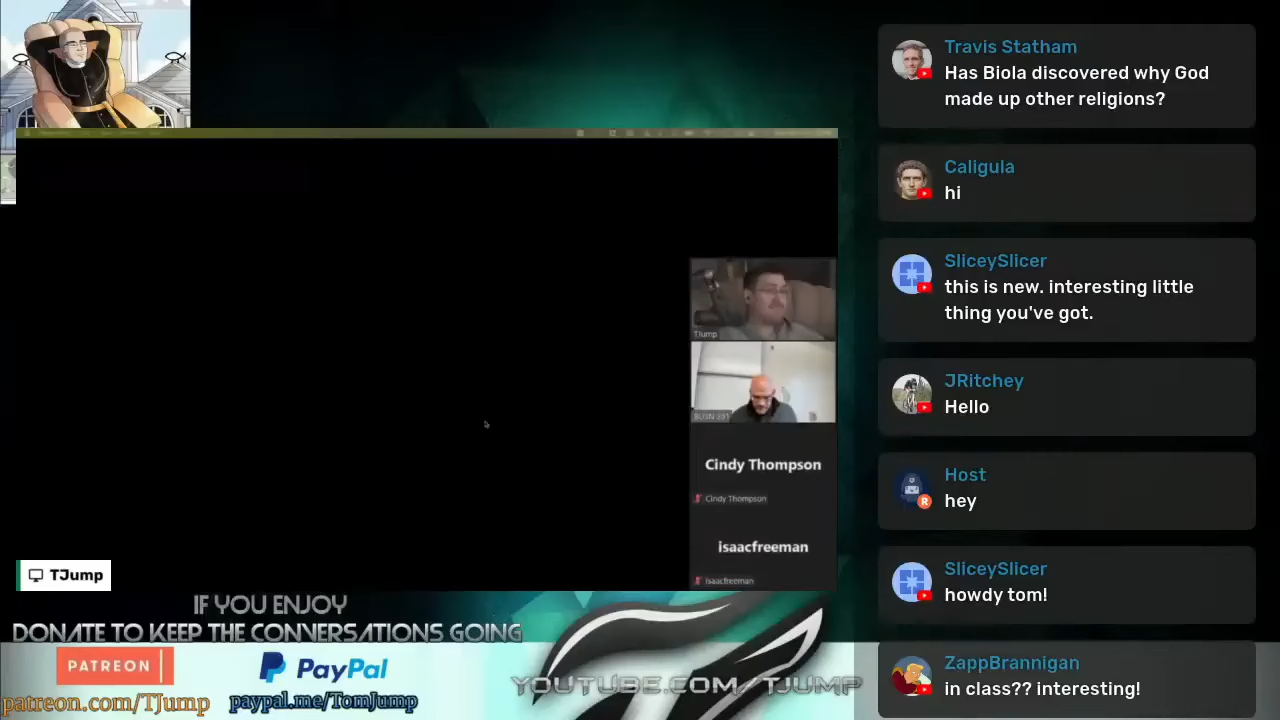 Travis Statham
Has Biola discovered why God
made up other religions?
Caligula
hi
SliceySlicer
this is new. interesting little
thing you've got.
JRitchey
Hello
Host
hey
SliceySlicer
howdy tom!
ZappBrannigan
in class?? interesting!
TJump
BUSN 231
Cindy Thompson
Cindy Thompson
isaacfreeman
isaacfreeman
TJump
IF YOU ENJOY
DONATE TO KEEP THE CONVERSATIONS GOING
PATREON
PayPal
patreon.com/TJump
paypal.me/TomJump
YOUTUBE.COM/TJUMP